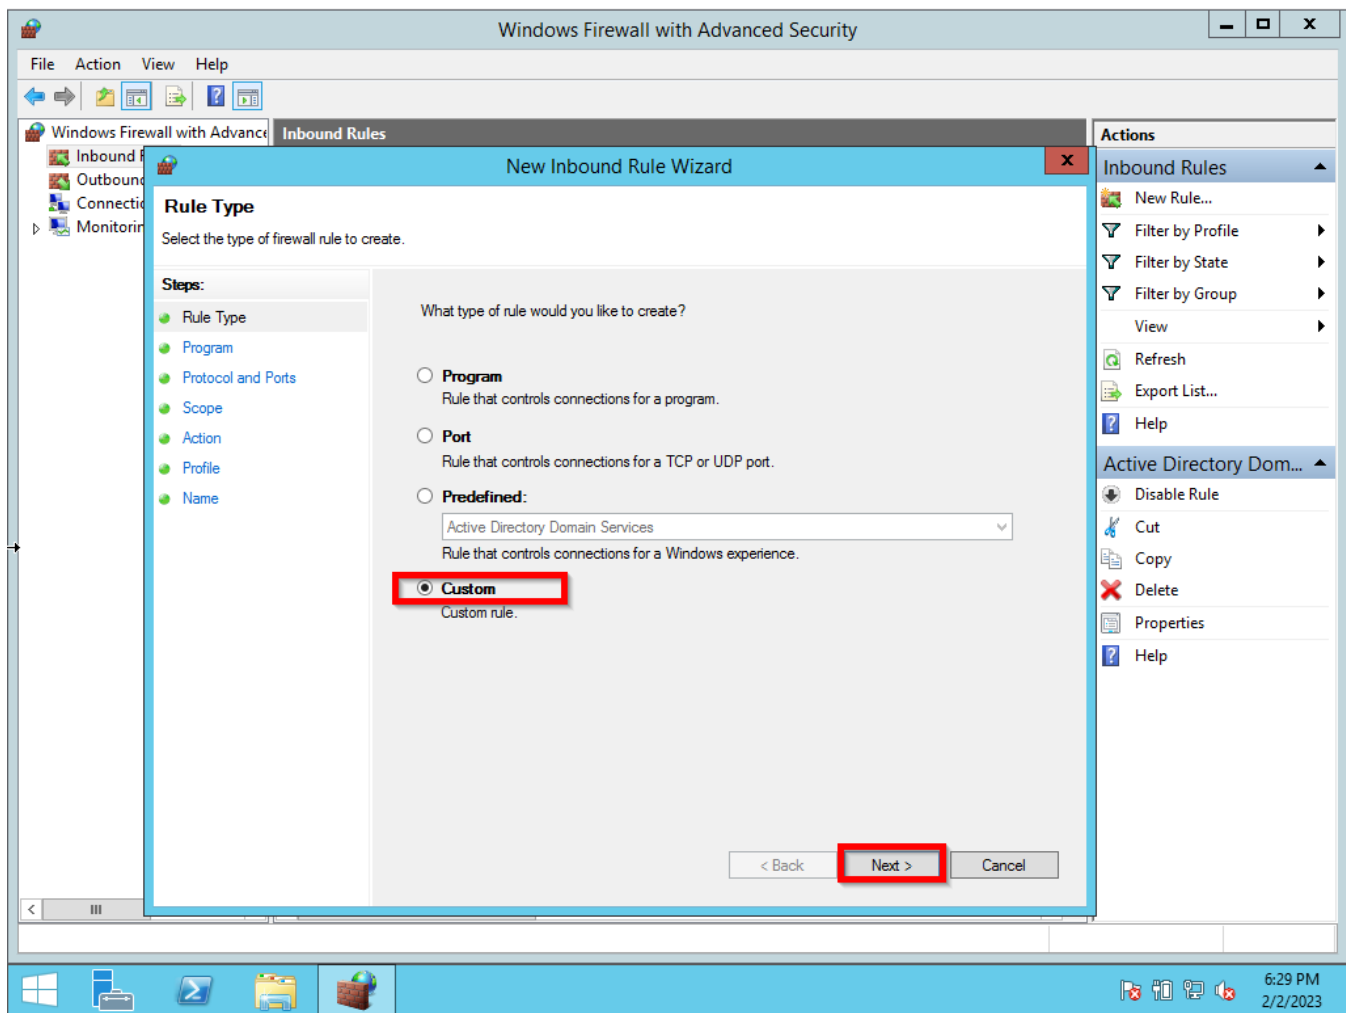 Windows Firewall with Advanced Security
File Action View Help
Windows Firewall with Advance
Inbound
Outbound
Connectio
Monitorin
Inbound Rules
New Inbound Rule Wizard
x
Rule Type
Select the type of firewall rule to create.
Steps:
Rule Type
Program
Protocol and Ports
Scope
Action
Profile
Name
What type of rule would you like to create?
Program
Rule that controls connections for a program.
Port
Rule that controls connections for a TCP or UDP port.
Predefined:
Active Directory Domain Services
Rule that controls connections for a Windows experience.
Custom
Custom rule.
< Back Next > Cancel
Actions
Inbound Rules
New Rule...
Filter by Profile
Filter by State
Filter by Group
View
Refresh
Export List...
Help
Active Directory Dom...
Disable Rule
Cut
Copy
Delete
Properties
Help
6:29 PM
2/2/2023